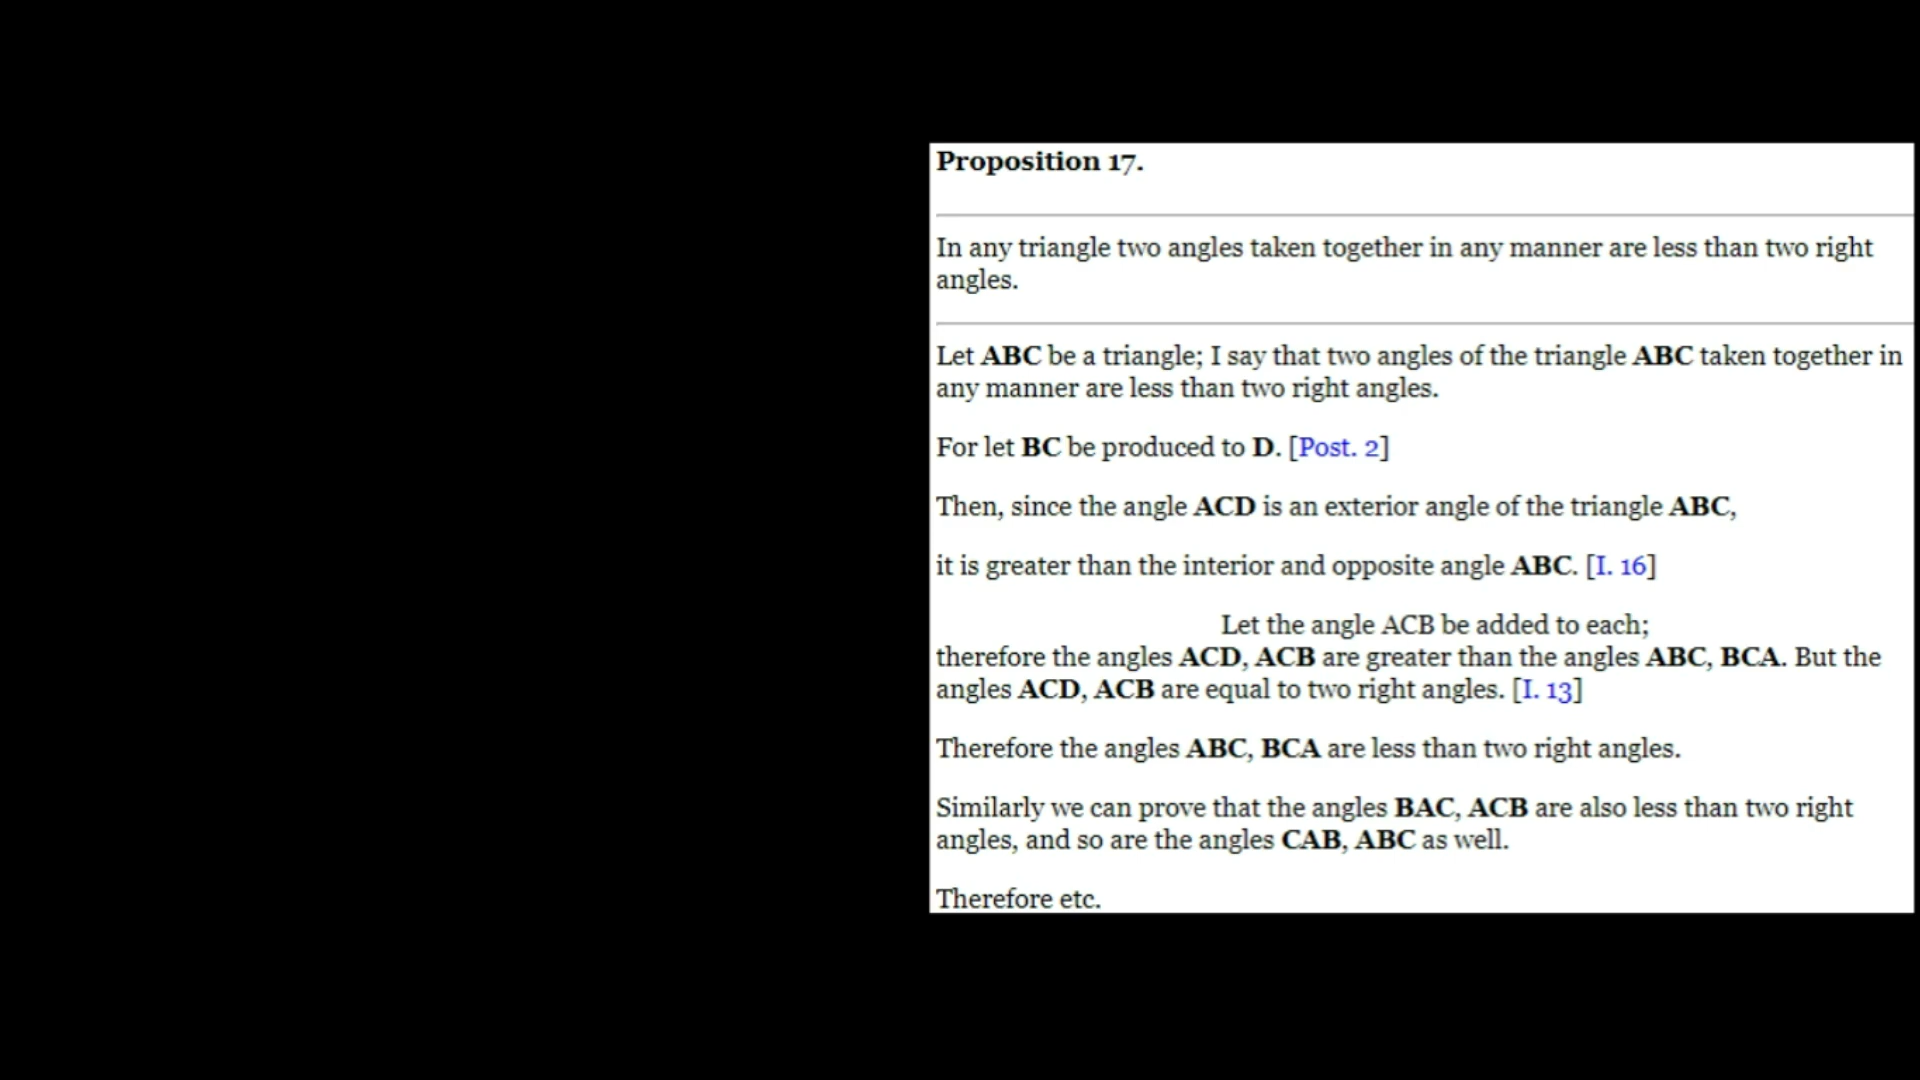 Proposition 17.
In any triangle two angles taken together in any manner are less than two right
angles.
Let ABC be a triangle; I say that two angles of the triangle ABC taken together in
any manner are less than two right angles.
For let BC be produced to D. [Post. 2]
Then, since the angle ACD is an exterior angle of the triangle ABC,
it is greater than the interior and opposite angle ABC. [I. 16]
Let the angle ACB be added to each;
therefore the angles ACD, ACB are greater than the angles ABC, BCA. But the
angles ACD, ACB are equal to two right angles. [I. 13]
Therefore the angles ABC, BCA are less than two right angles.
Similarly we can prove that the angles BAC, ACB are also less than two right
angles, and so are the angles CAB, ABC as well.
Therefore etc.